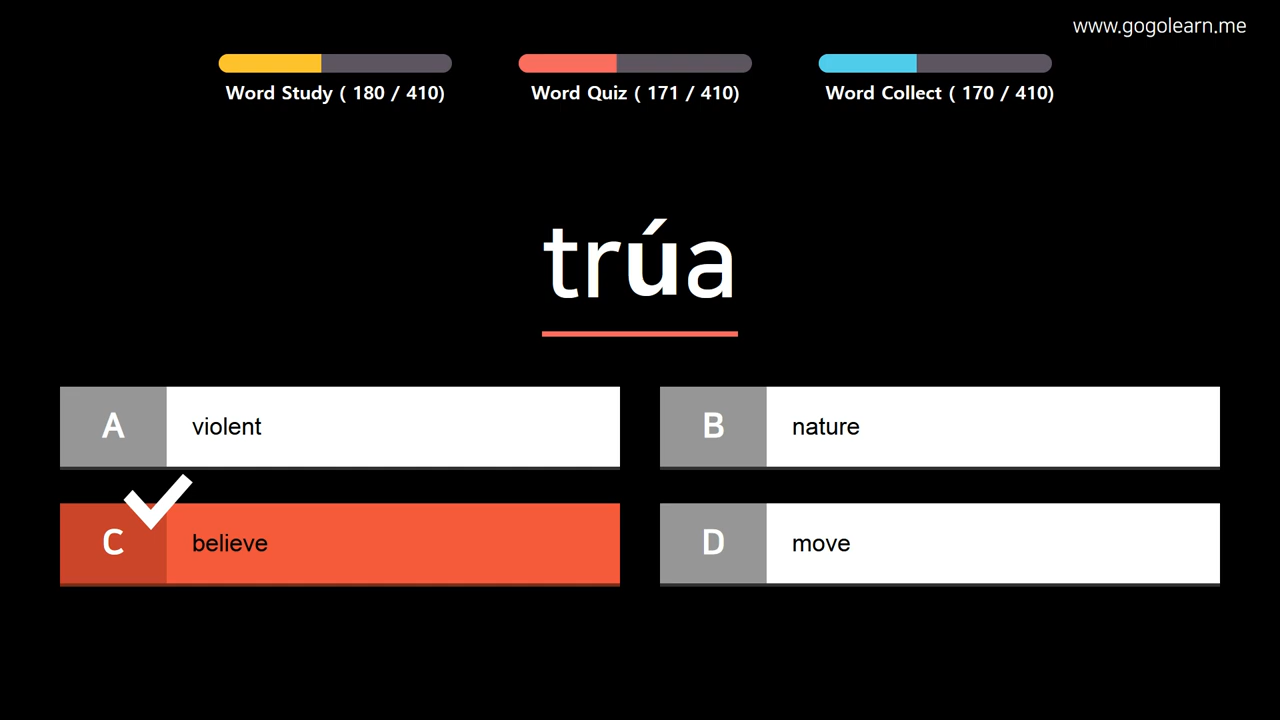 www.gogolearn.me
Word Study ( 180 / 410)
Word Quiz ( 171 / 410)
Word Collect ( 170 / 410)
trúa
A violent
B nature
C believe
D move